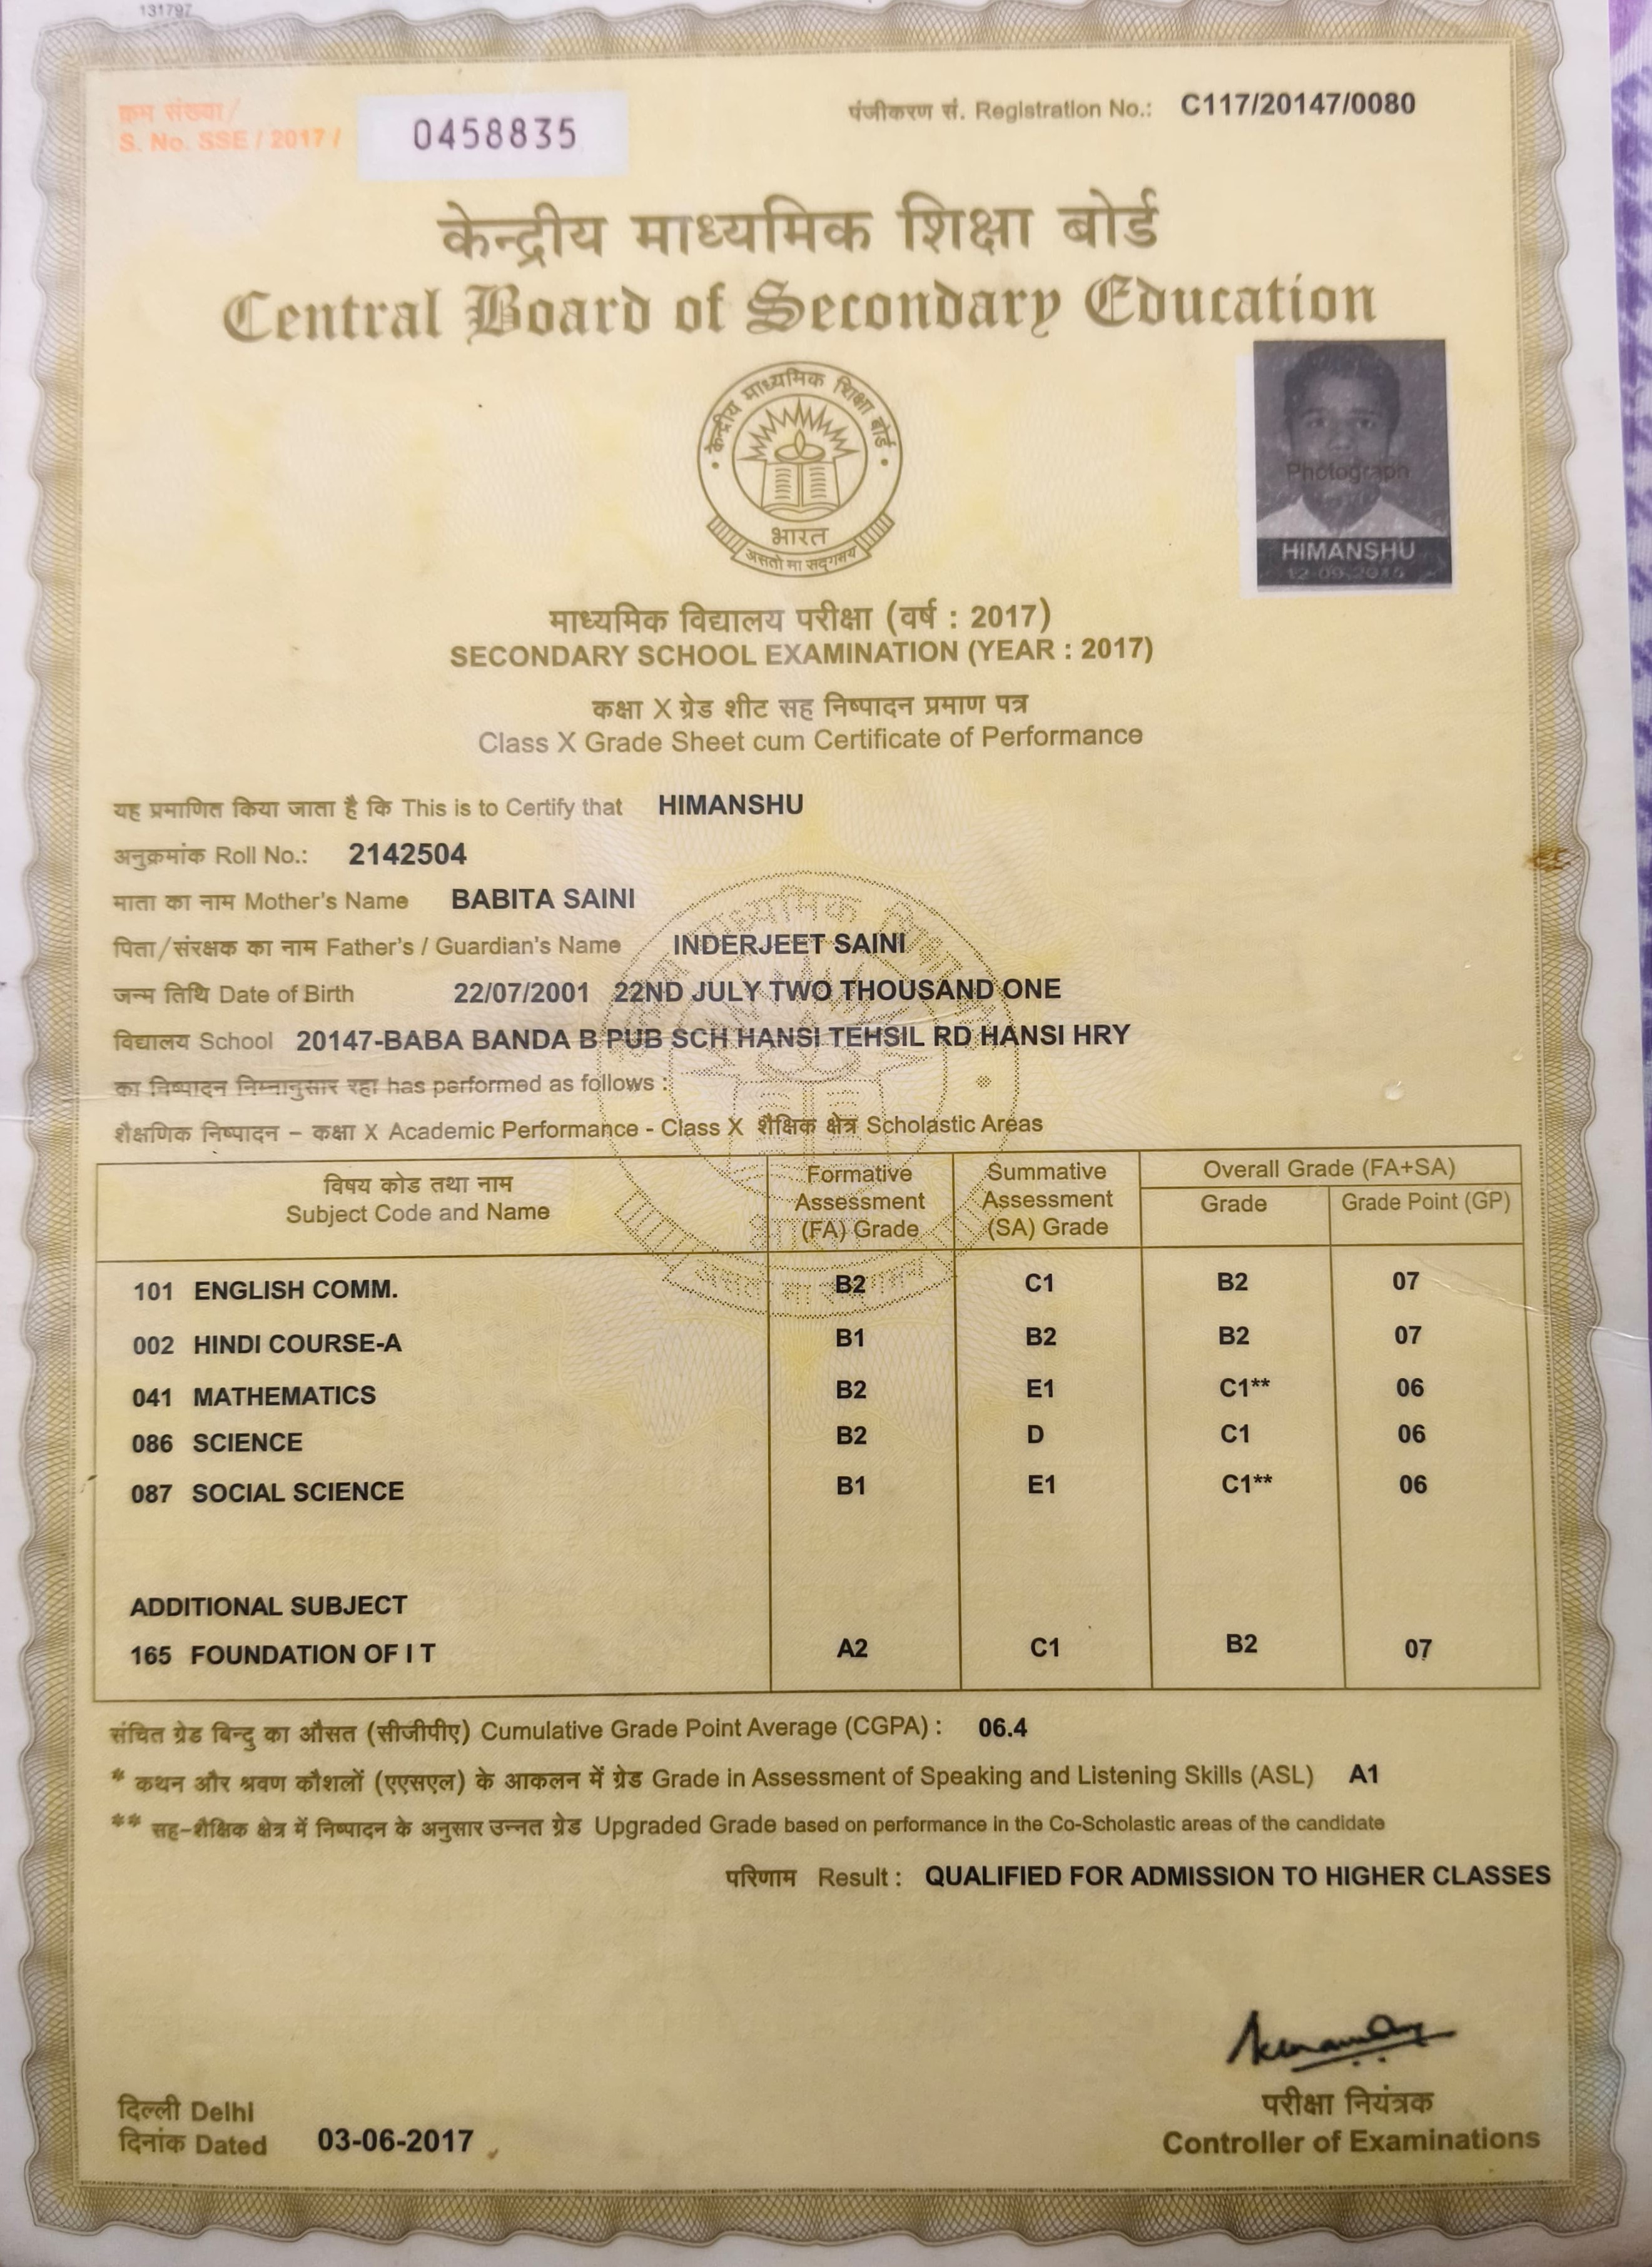 131797
क्रम संख्या/
S. No. SSE / 2017 /
0458835
पंजीकरण सं. Registration No.: C117/20147/0080
केन्द्रीय माध्यमिक शिक्षा बोर्ड
Central Board of Secondary Education
केन्द्रीय माध्यमिक शिक्षा बोर्ड
भारत
असतो मा सद्गमय
Photograph
HIMANSHU
माध्यमिक विद्यालय परीक्षा (वर्ष : 2017)
SECONDARY SCHOOL EXAMINATION (YEAR : 2017)
कक्षा X ग्रेड शीट सह निष्पादन प्रमाण पत्र
Class X Grade Sheet cum Certificate of Performance
यह प्रमाणित किया जाता है कि This is to Certify that HIMANSHU
अनुक्रमांक Roll No.: 2142504
माता का नाम Mother's Name BABITA SAINI
पिता/संरक्षक का नाम Father's / Guardian's Name INDERJEET SAINI
जन्म तिथि Date of Birth 22/07/2001 22ND JULY TWO THOUSAND ONE
विद्यालय School 20147-BABA BANDA B PUB SCH HANSI TEHSIL RD HANSI HRY
का निष्पादन निम्नानुसार रहा has performed as follows :
शैक्षणिक निष्पादन – कक्षा X Academic Performance - Class X शैक्षिक क्षेत्र Scholastic Areas
विषय कोड तथा नाम
Subject Code and Name
Formative
Assessment
(FA) Grade
Summative
Assessment
(SA) Grade
Overall Grade (FA+SA)
Grade Grade Point (GP)
101 ENGLISH COMM. B2 C1 B2 07
002 HINDI COURSE-A B1 B2 B2 07
041 MATHEMATICS B2 E1 C1** 06
086 SCIENCE B2 D C1 06
087 SOCIAL SCIENCE B1 E1 C1** 06
ADDITIONAL SUBJECT
165 FOUNDATION OF I T A2 C1 B2 07
संचित ग्रेड बिन्दु का औसत (सीजीपीए) Cumulative Grade Point Average (CGPA) : 06.4
* कथन और श्रवण कौशलों (एएसएल) के आकलन में ग्रेड Grade in Assessment of Speaking and Listening Skills (ASL) A1
** सह-शैक्षिक क्षेत्र में निष्पादन के अनुसार उन्नत ग्रेड Upgraded Grade based on performance in the Co-Scholastic areas of the candidate
परिणाम Result : QUALIFIED FOR ADMISSION TO HIGHER CLASSES
दिल्ली Delhi
दिनांक Dated 03-06-2017
परीक्षा नियंत्रक
Controller of Examinations